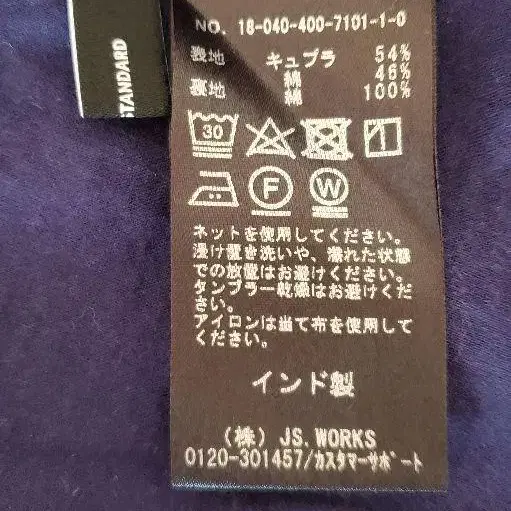 STANDARD
NO. 18-040-400-7101-1-0
表地 キュプラ 54%
綿 46%
裏地 綿 100%
30
F W
ネットを使用してください。
浸け置き洗いや、濡れた状態
での放置はお避けください。
タンブラー乾燥はお避けくだ
さい。
アイロンは当て布を使用して
ください。
インド製
(株) JS. WORKS
0120-301457/カスタマーサポート